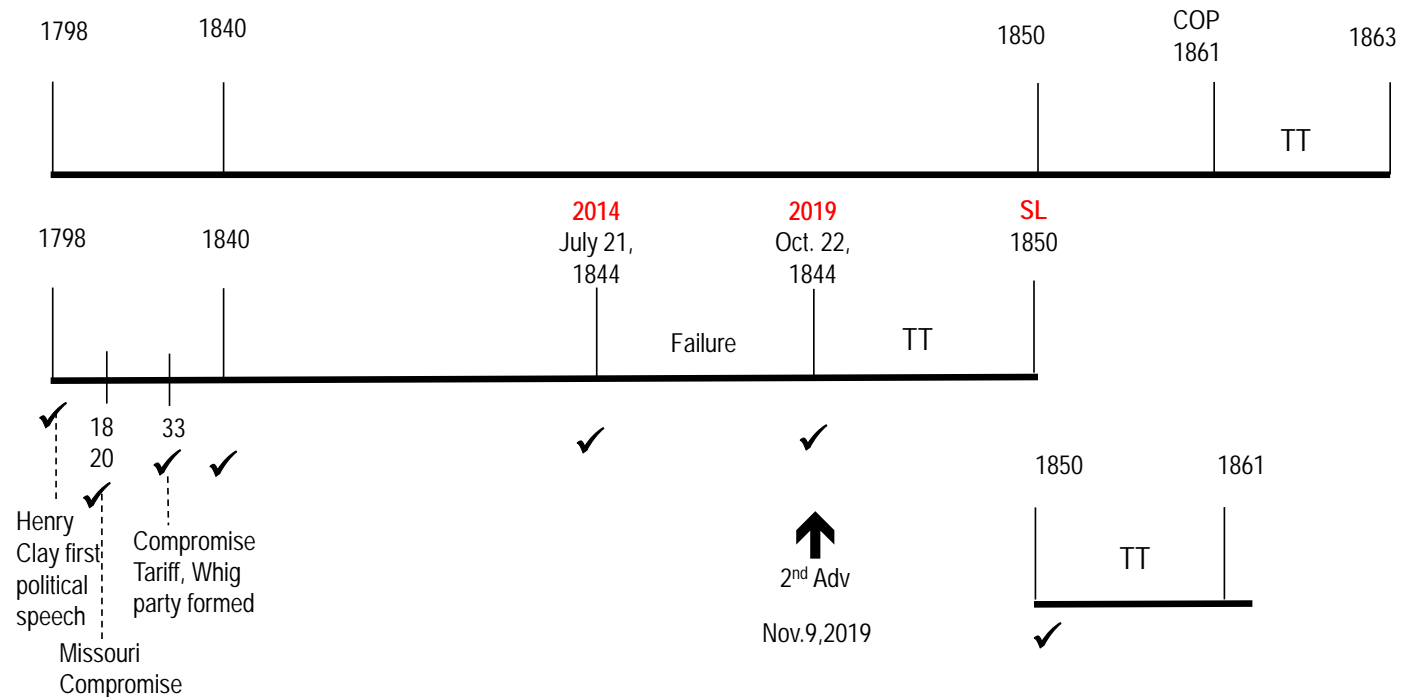 1798
1840
1850
COP
1861
1863
TT
1798
1840
2014
July 21,
1844
2019
Oct. 22,
1844
SL
1850
Failure
TT
18
20
33
Henry
Clay first
political
speech
Missouri
Compromise
Compromise
Tariff, Whig
party formed
2nd Adv
Nov.9,2019
1850
1861
TT